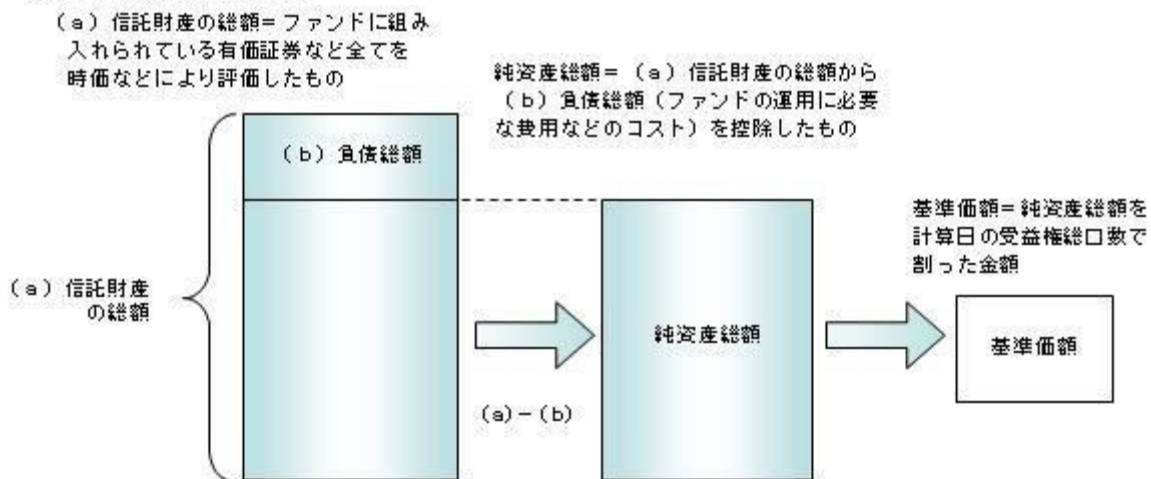 （a）信託財産の総額＝ファンドに組み
入れられている有価証券など全てを
時価などにより評価したもの
純資産総額＝（a）信託財産の総額から
（b）負債総額（ファンドの運用に必要
な費用などのコスト）を控除したもの
（b）負債総額
基準価額＝純資産総額を
計算日の受益権総口数で
割った金額
（a）信託財産
の総額
純資産総額
基準価額
(a)－(b)